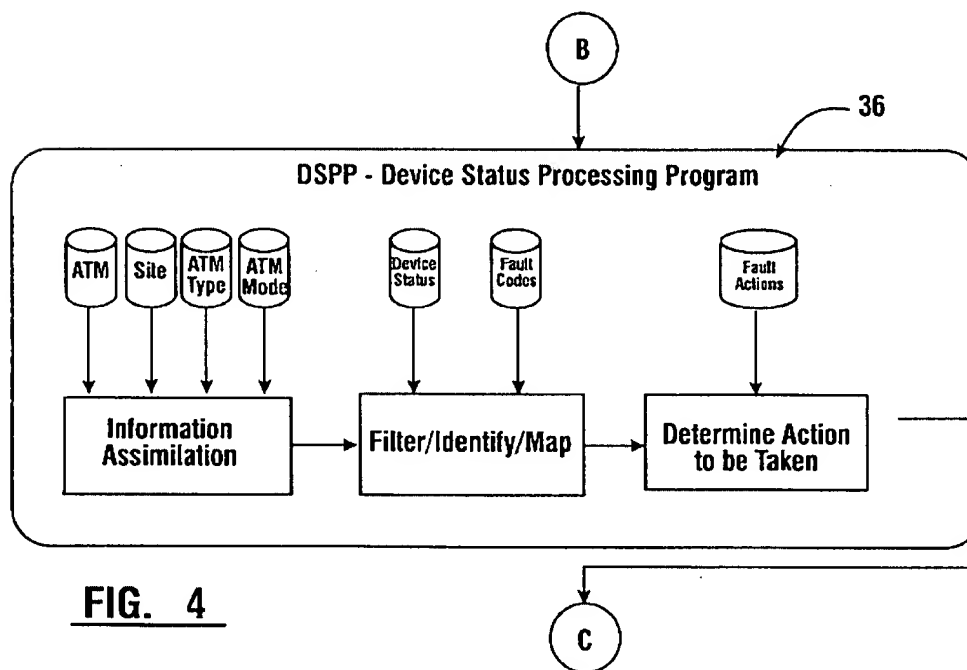 B
36
DSPP - Device Status Processing Program
ATM
Site
ATM
Type
ATM
Mode
Device
Status
Fault
Codes
Fault
Actions
Information
Assimilation
Filter/Identify/Map
Determine Action
to be Taken
FIG. 4
C